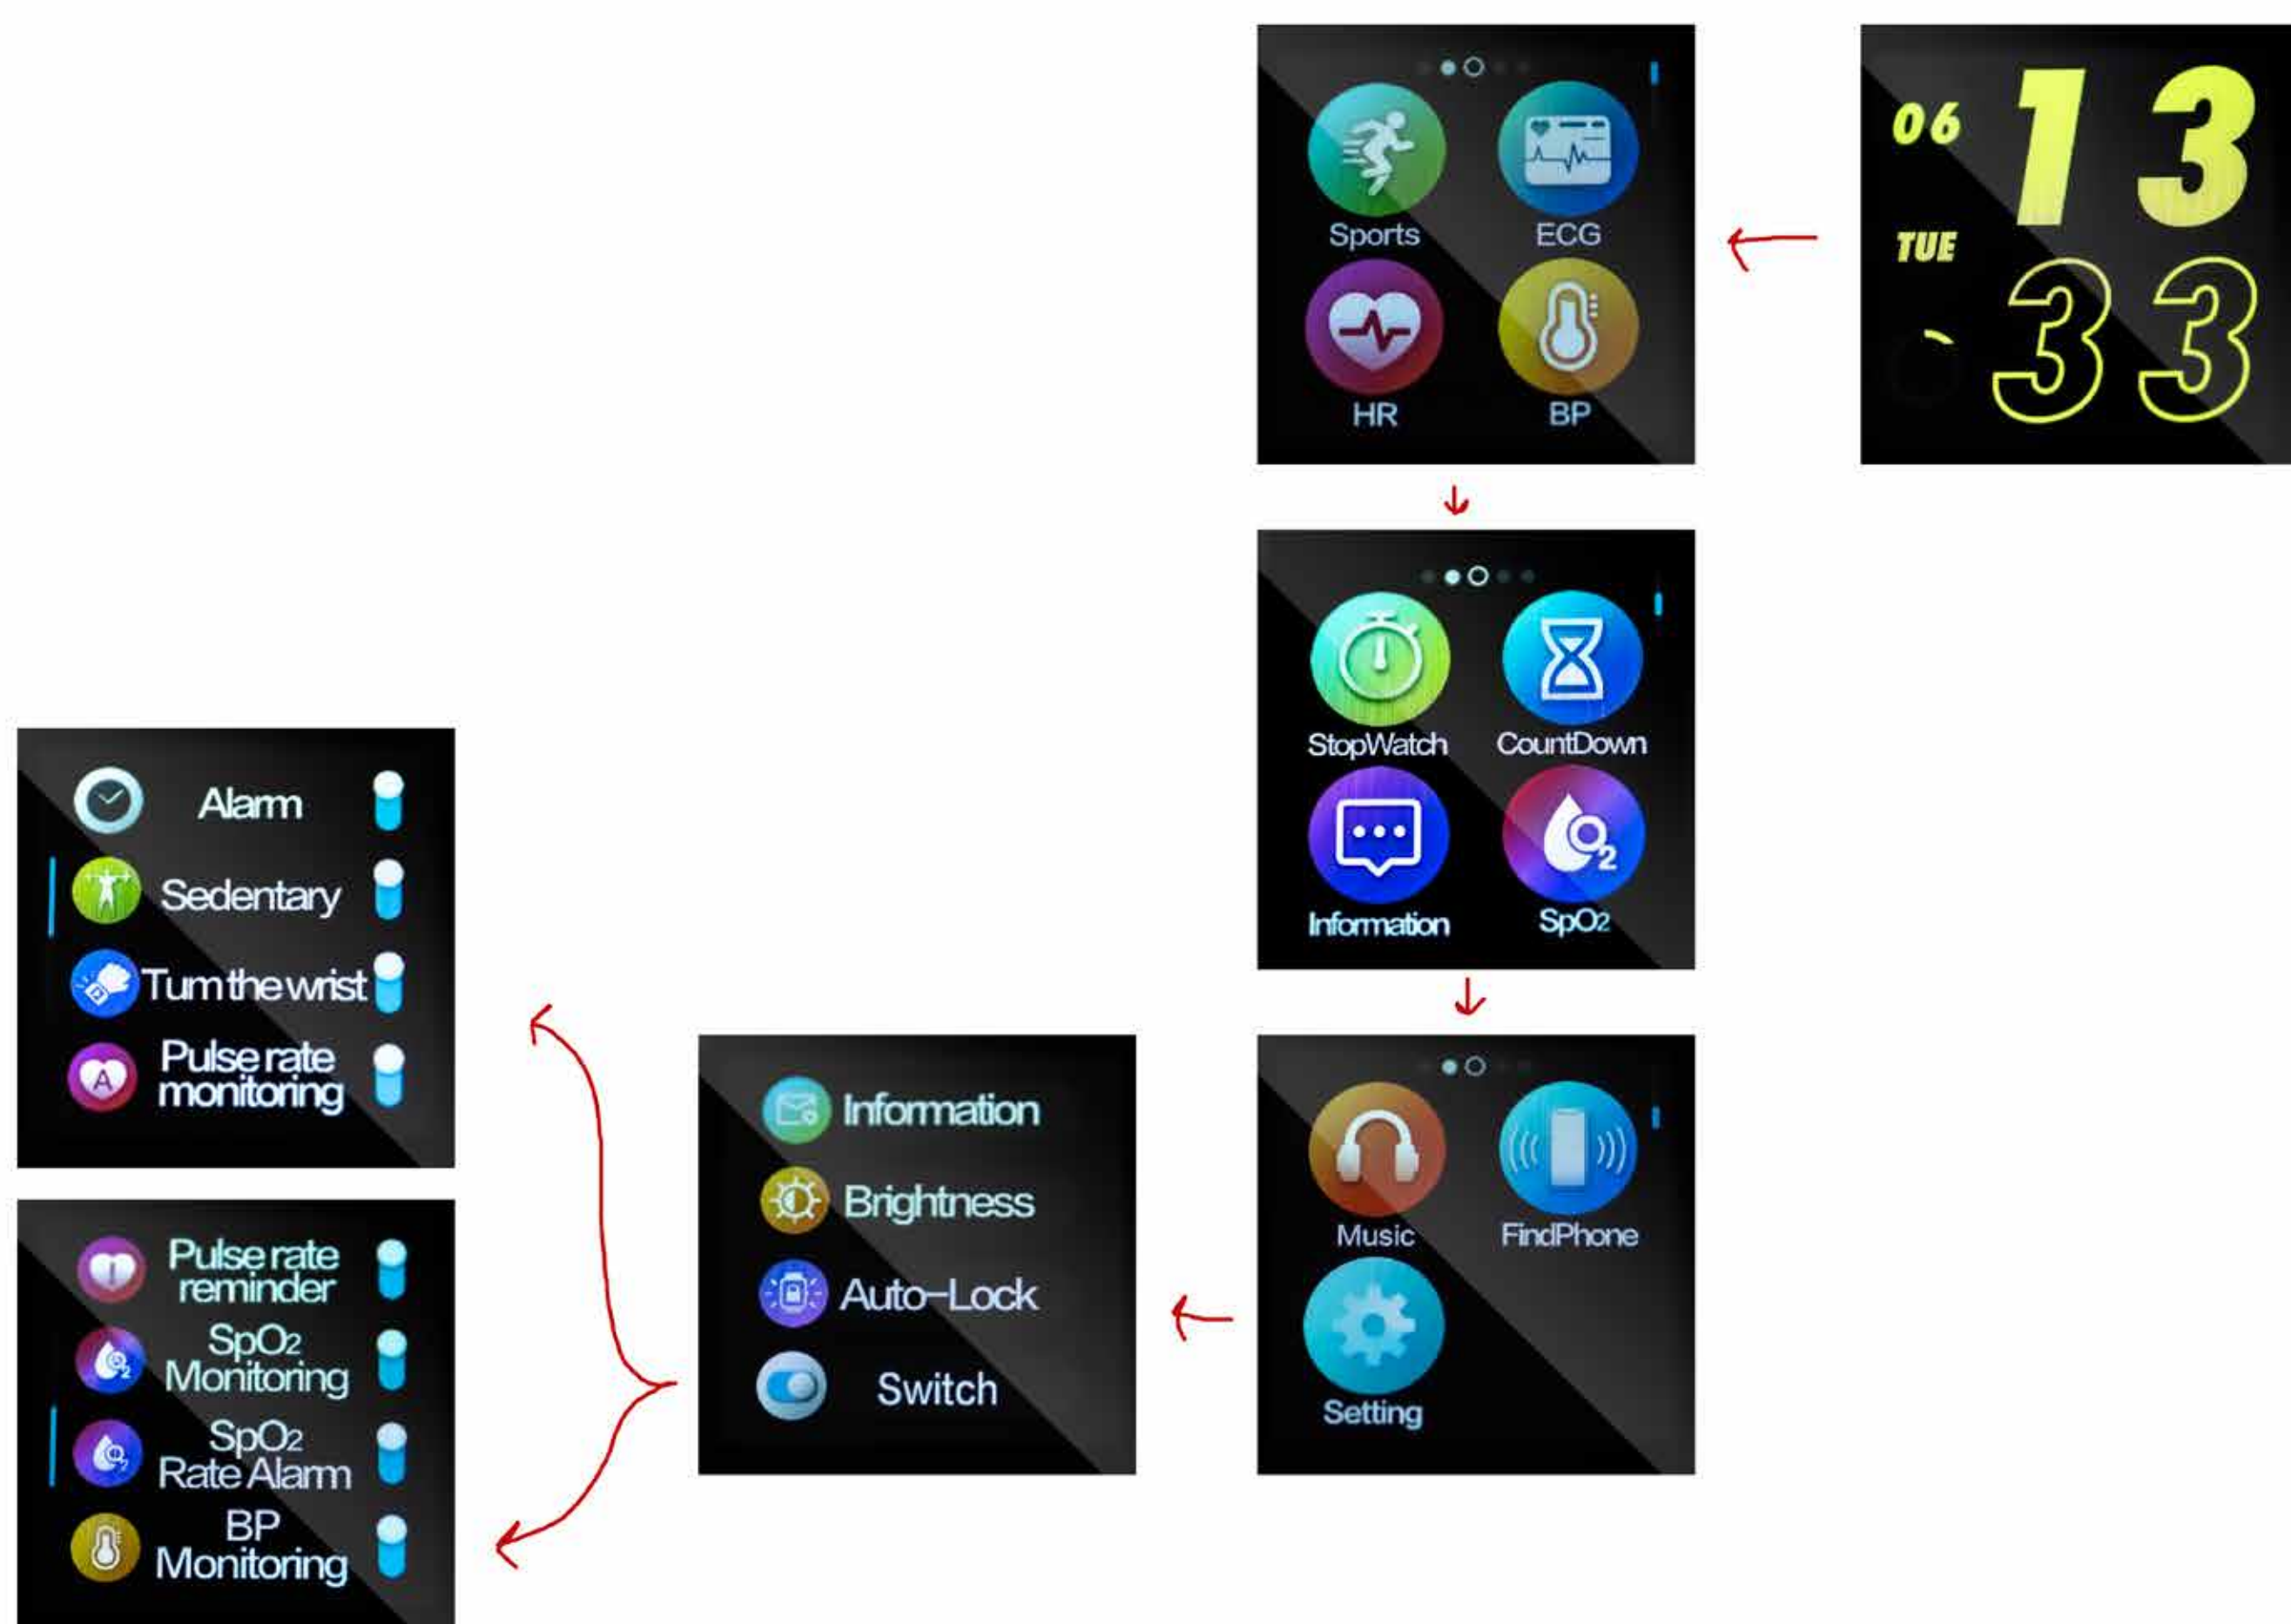 Sports
ECG
HR
BP
06
13
TUE
33
StopWatch
CountDown
Information
SpO2
Alarm
Sedentary
Turn the wrist
Pulse rate
monitoring
Information
Brightness
Auto-Lock
Switch
Music
FindPhone
Setting
Pulse rate
reminder
SpO2
Monitoring
SpO2
Rate Alarm
BP
Monitoring